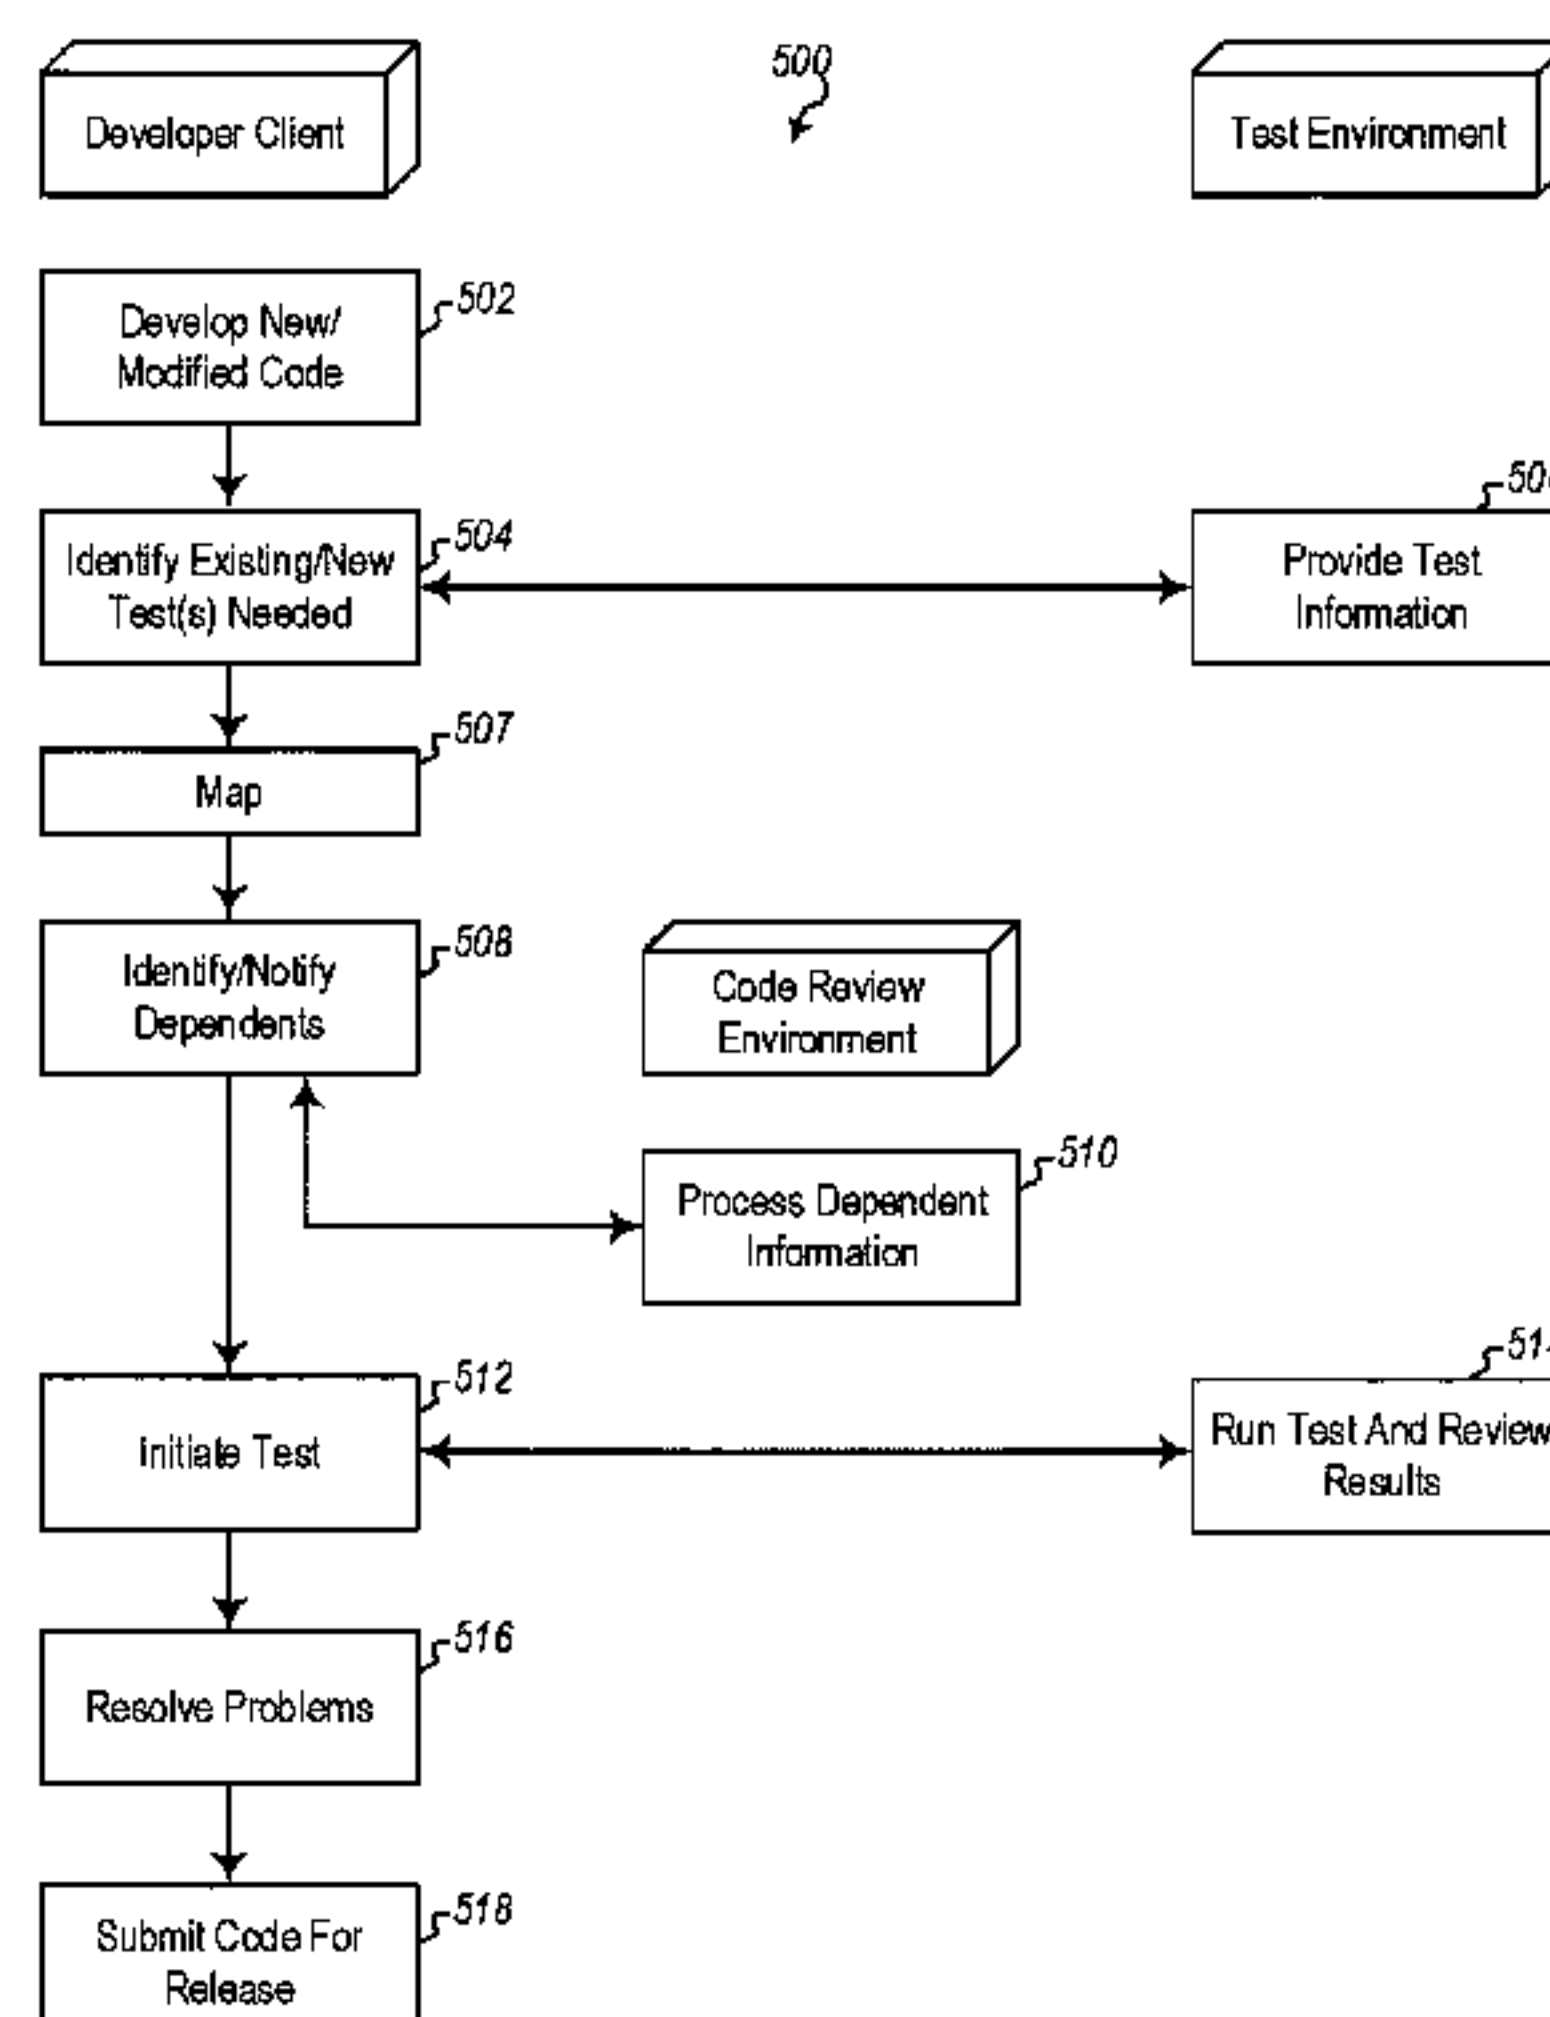 500
Developer Client
Test Environment
502
Develop New/
Modified Code
504
Identify Existing/New
Test(s) Needed
Provide Test
Information
507
Map
508
Identify/Notify
Dependents
Code Review
Environment
510
Process Dependent
Information
512
Initiate Test
Run Test And Review
Results
516
Resolve Problems
518
Submit Code For
Release